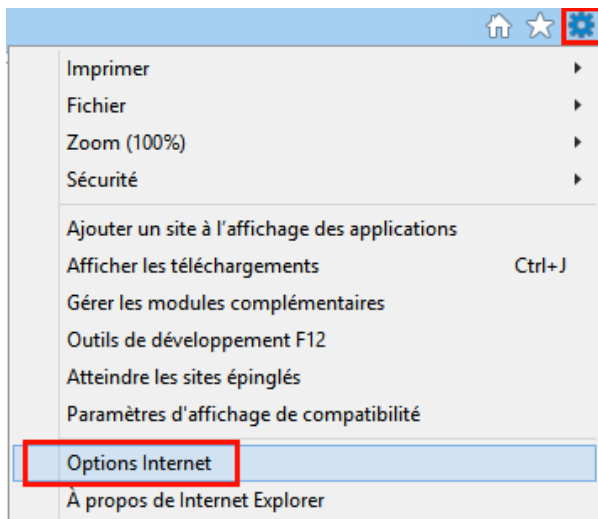 Imprimer
Fichier
Zoom (100%)
Sécurité
Ajouter un site à l'affichage des applications
Afficher les téléchargements Ctrl+J
Gérer les modules complémentaires
Outils de développement F12
Atteindre les sites épinglés
Paramètres d'affichage de compatibilité
Options Internet
À propos de Internet Explorer